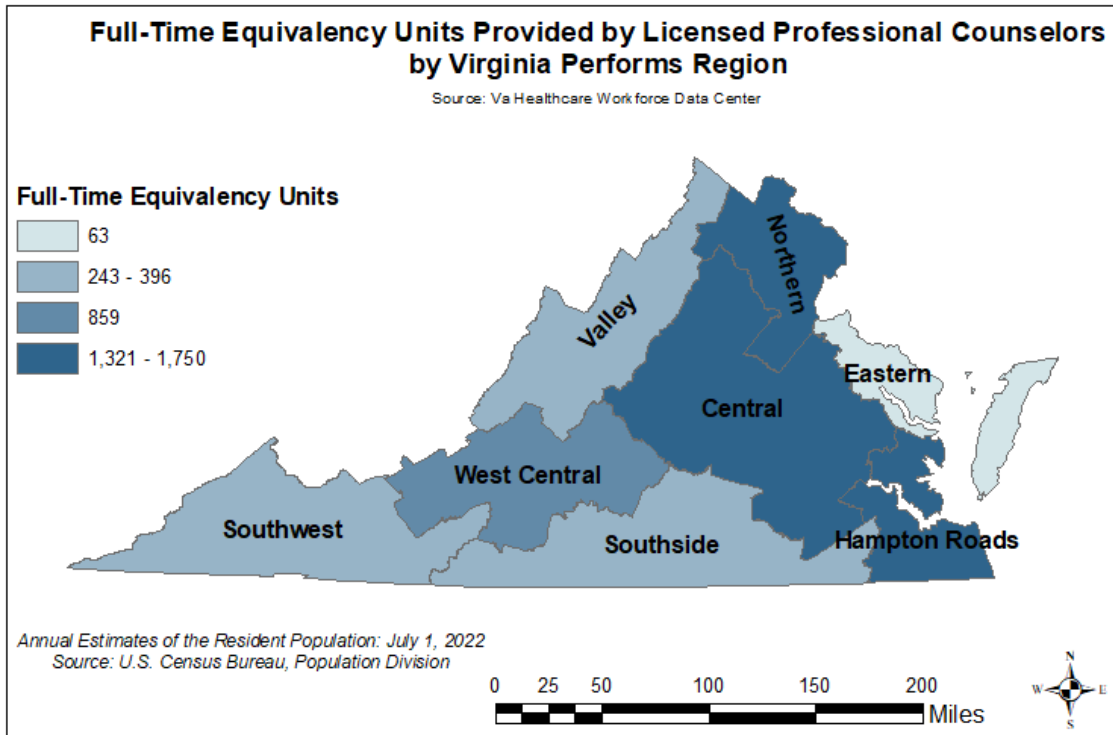 Full-Time Equivalency Units Provided by Licensed Professional Counselors
by Virginia Performs Region
Source: Va Healthcare Workforce Data Center
Full-Time Equivalency Units
63
243 - 396
859
1,321 - 1,750
Northern
Valley
Eastern
Central
West Central
Southwest
Southside
Hampton Roads
Annual Estimates of the Resident Population: July 1, 2022
Source: U.S. Census Bureau, Population Division
0 25 50 100 150 200
Miles
N
W E
S